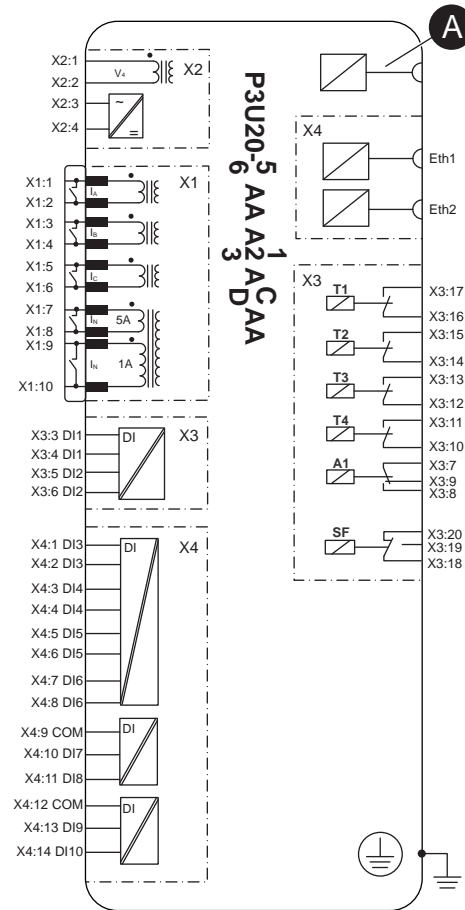 A
X2:1
X2:2
V4
X2
X2:3
X2:4
~
=
X1:1
X1:2
IA
X1
X1:3
X1:4
IB
X1:5
X1:6
IC
X1:7
X1:8
IN
5A
X1:9
X1:10
IN
1A
X3:3 DI1
X3:4 DI1
X3:5 DI2
X3:6 DI2
DI
X3
X4:1 DI3
X4:2 DI3
X4:3 DI4
X4:4 DI4
X4:5 DI5
X4:6 DI5
X4:7 DI6
X4:8 DI6
DI
X4
X4:9 COM
X4:10 DI7
X4:11 DI8
DI
X4:12 COM
X4:13 DI9
X4:14 DI10
DI
P3U20-5 AA A2 1 C AA
6 3 A D
X4
Eth1
Eth2
X3
T1
X3:17
X3:16
T2
X3:15
X3:14
T3
X3:13
X3:12
T4
X3:11
X3:10
A1
X3:7
X3:9
X3:8
SF
X3:20
X3:19
X3:18